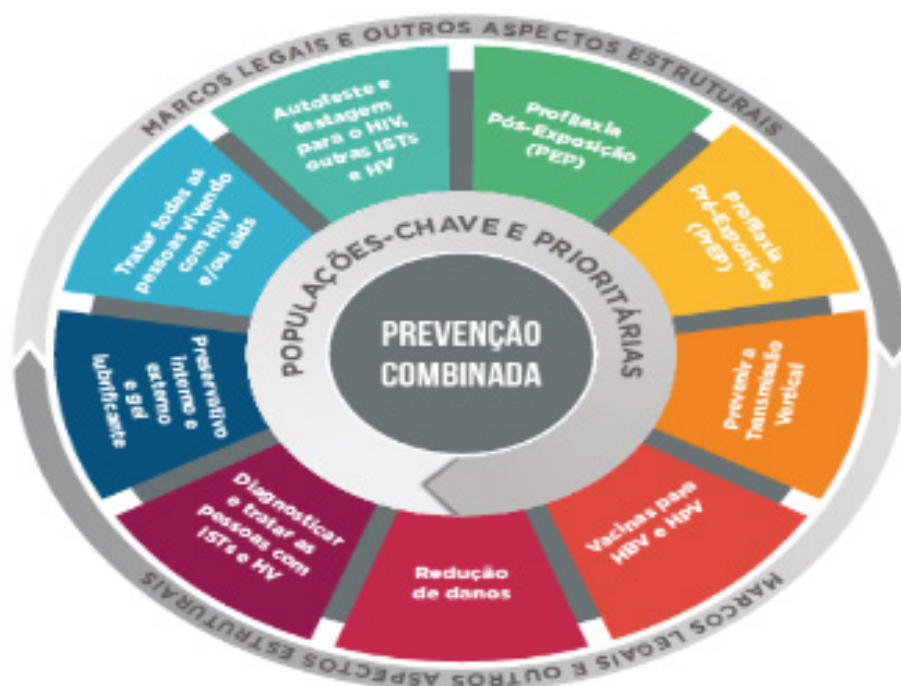 MARCOS LEGAIS E OUTROS ASPECTOS ESTRUTURAIS
Autoteste e
testagem
para o HIV,
outras ISTs
e HV
Profilaxia
Pós-Exposição
(PEP)
Profilaxia
Pré-Exposição
(PrEP)
Prevenir a
Transmissão
Vertical
Vacinas para
HBV e HPV
Redução
de danos
Diagnosticar
e tratar as
pessoas com
ISTs e HV
Preservativo
interno e
externo
e gel
lubrificante
Tratar todas as
pessoas vivendo
com HIV
e/ou aids
POPULAÇÕES-CHAVE E PRIORITÁRIAS
PREVENÇÃO
COMBINADA
MARCOS LEGAIS E OUTROS ASPECTOS ESTRUTURAIS